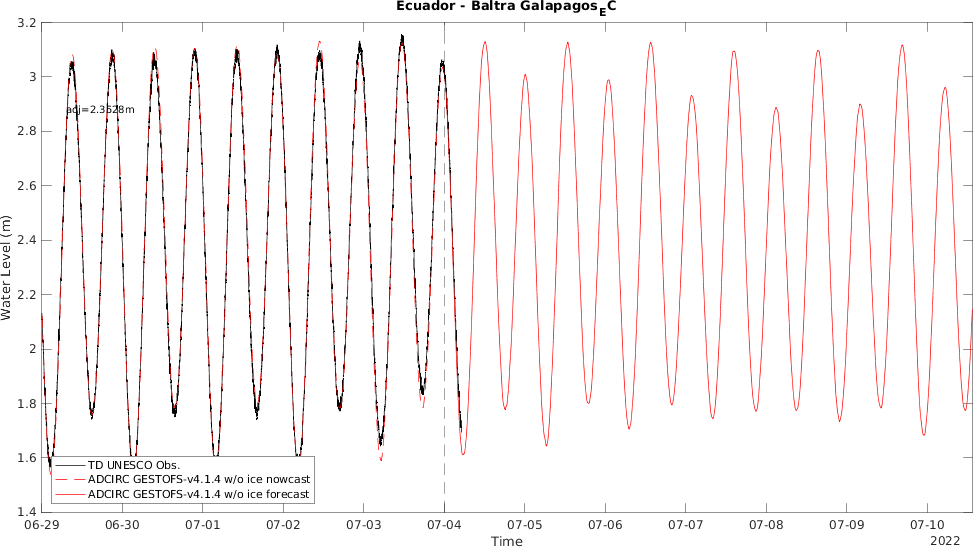 Ecuador - Baltra Galapagos_EC
3.2
3
2.8
2.6
2.4
2.2
2
1.8
1.6
1.4
Water Level (m)
adj=2.3628m
TD UNESCO Obs.
ADCIRC GESTOFS-v4.1.4 w/o ice nowcast
ADCIRC GESTOFS-v4.1.4 w/o ice forecast
06-29 06-30 07-01 07-02 07-03 07-04 07-05 07-06 07-07 07-08 07-09 07-10
Time
2022